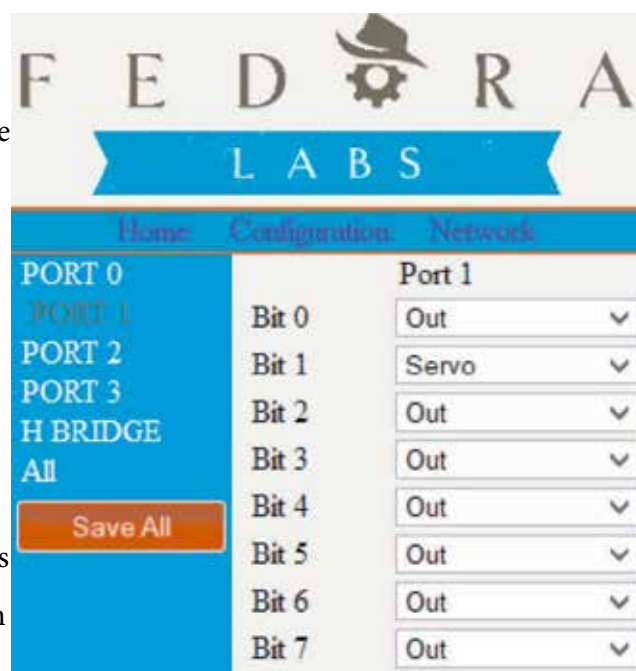 FEDORA
LABS
Home Configuration Network
PORT 0
PORT 1
PORT 2
PORT 3
H BRIDGE
All
Save All
Port 1
Bit 0 Out
Bit 1 Servo
Bit 2 Out
Bit 3 Out
Bit 4 Out
Bit 5 Out
Bit 6 Out
Bit 7 Out